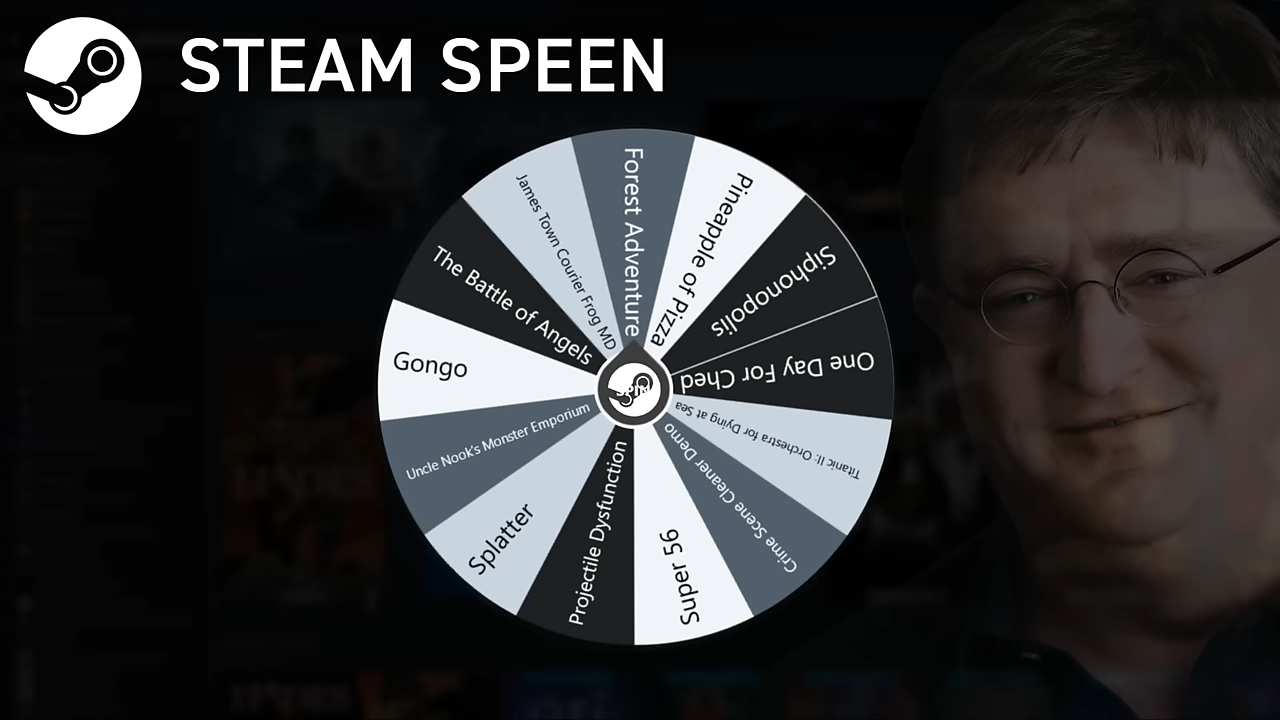 STEAM SPEEN
Forest Adventure
Pineapple of Pizza
Siphonopolis
One Day For Ched
Titanic II: Orchestra for Dying at Sea
Crime Scene Cleaner Demo
Super 56
Projectile Dysfunction
Splatter
Uncle Nook's Monster Emporium
Gongo
The Battle of Angels
James Town Courier Frog MD
SPIN